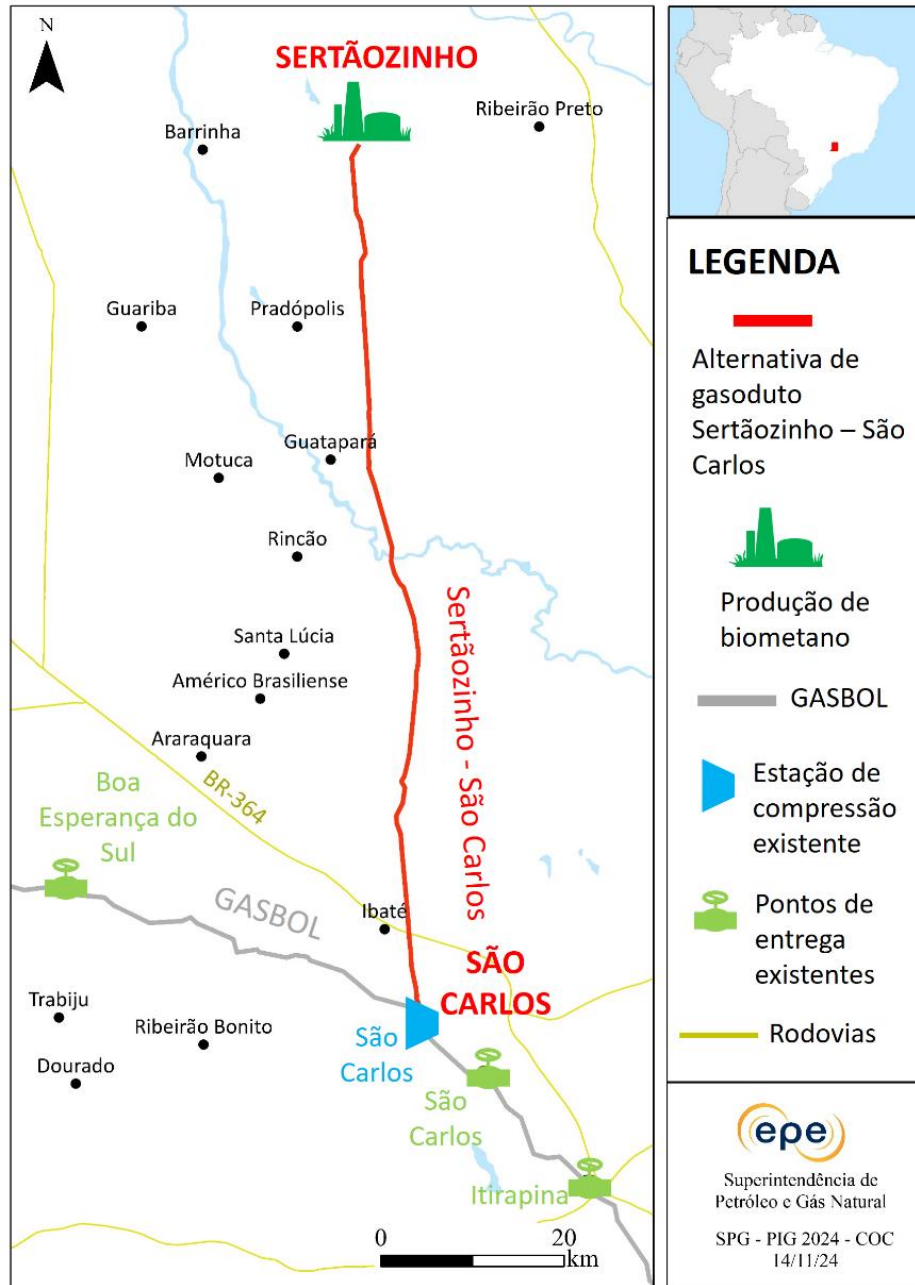 N
SERTÃOZINHO
Ribeirão Preto
Barrinha
Guariba
Pradópolis
Guatapará
Motuca
Rincão
Santa Lúcia
Américo Brasiliense
Araraquara
Boa
Esperança do
Sul
BR-364
Sertãozinho - São Carlos
GASBOL
Ibaté
SÃO
CARLOS
Trabiju
Ribeirão Bonito
São
Carlos
Dourado
São
Carlos
Itirapina
0 20
km
LEGENDA
Alternativa de
gasoduto
Sertãozinho – São
Carlos
Produção de
biometano
GASBOL
Estação de
compressão
existente
Pontos de
entrega
existentes
Rodovias
epe
Superintendência de
Petróleo e Gás Natural
SPG - PIG 2024 - COC
14/11/24